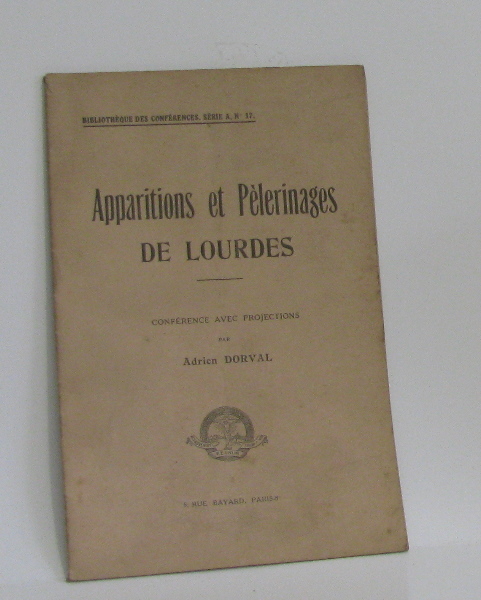 BIBLIOTHÈQUE DES CONFÉRENCES, SÉRIE A, N° 17.
Apparitions et Pèlerinages
DE LOURDES
CONFÉRENCE AVEC PROJECTIONS
PAR
Adrien DORVAL
5 RUE BAYARD, PARIS-8